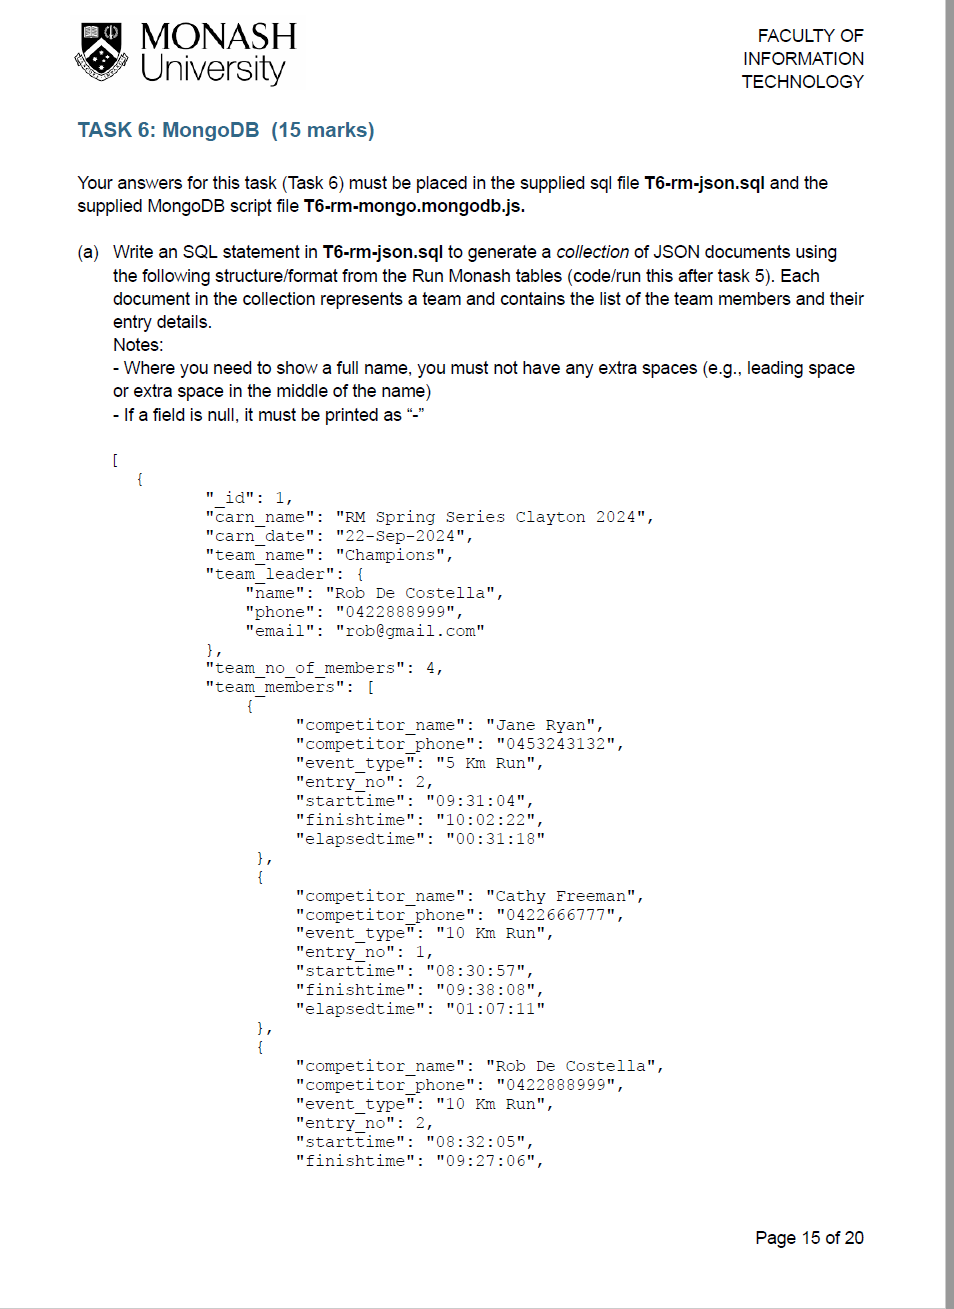 MONASH
University
FACULTY OF
INFORMATION
TECHNOLOGY
TASK 6: MongoDB (15 marks)
Your answers for this task (Task 6) must be placed in the supplied sql file T6-rm-json.sql and the
supplied MongoDB script file T6-rm-mongo.mongodb.js.
(a) Write an SQL statement in T6-rm-json.sql to generate a collection of JSON documents using
the following structure/format from the Run Monash tables (code/run this after task 5). Each
document in the collection represents a team and contains the list of the team members and their
entry details.
Notes:
- Where you need to show a full name, you must not have any extra spaces (e.g., leading space
or extra space in the middle of the name)
- If a field is null, it must be printed as “-”
[
{
"_id": 1,
"carn_name": "RM Spring Series Clayton 2024",
"carn_date": "22-Sep-2024",
"team_name": "Champions",
"team_leader": {
"name": "Rob De Costella",
"phone": "0422888999",
"email": "rob@gmail.com"
},
"team_no_of_members": 4,
"team_members": [
{
"competitor_name": "Jane Ryan",
"competitor_phone": "0453243132",
"event_type": "5 Km Run",
"entry_no": 2,
"starttime": "09:31:04",
"finishtime": "10:02:22",
"elapsedtime": "00:31:18"
},
{
"competitor_name": "Cathy Freeman",
"competitor_phone": "0422666777",
"event_type": "10 Km Run",
"entry_no": 1,
"starttime": "08:30:57",
"finishtime": "09:38:08",
"elapsedtime": "01:07:11"
},
{
"competitor_name": "Rob De Costella",
"competitor_phone": "0422888999",
"event_type": "10 Km Run",
"entry_no": 2,
"starttime": "08:32:05",
"finishtime": "09:27:06",
Page 15 of 20